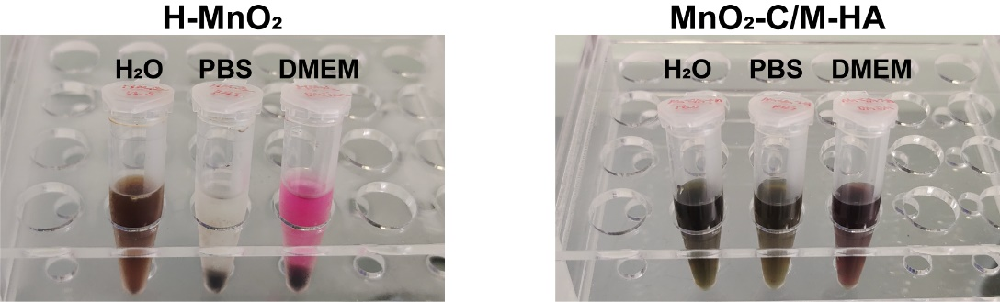 H-MnO₂
H₂O PBS DMEM
MnO₂-C/M-HA
H₂O PBS DMEM